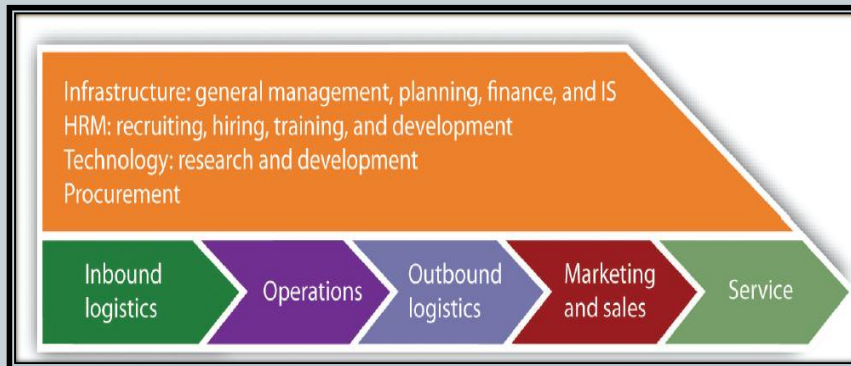 Infrastructure: general management, planning, finance, and IS
HRM: recruiting, hiring, training, and development
Technology: research and development
Procurement
Inbound
logistics
Operations
Outbound
logistics
Marketing
and sales
Service